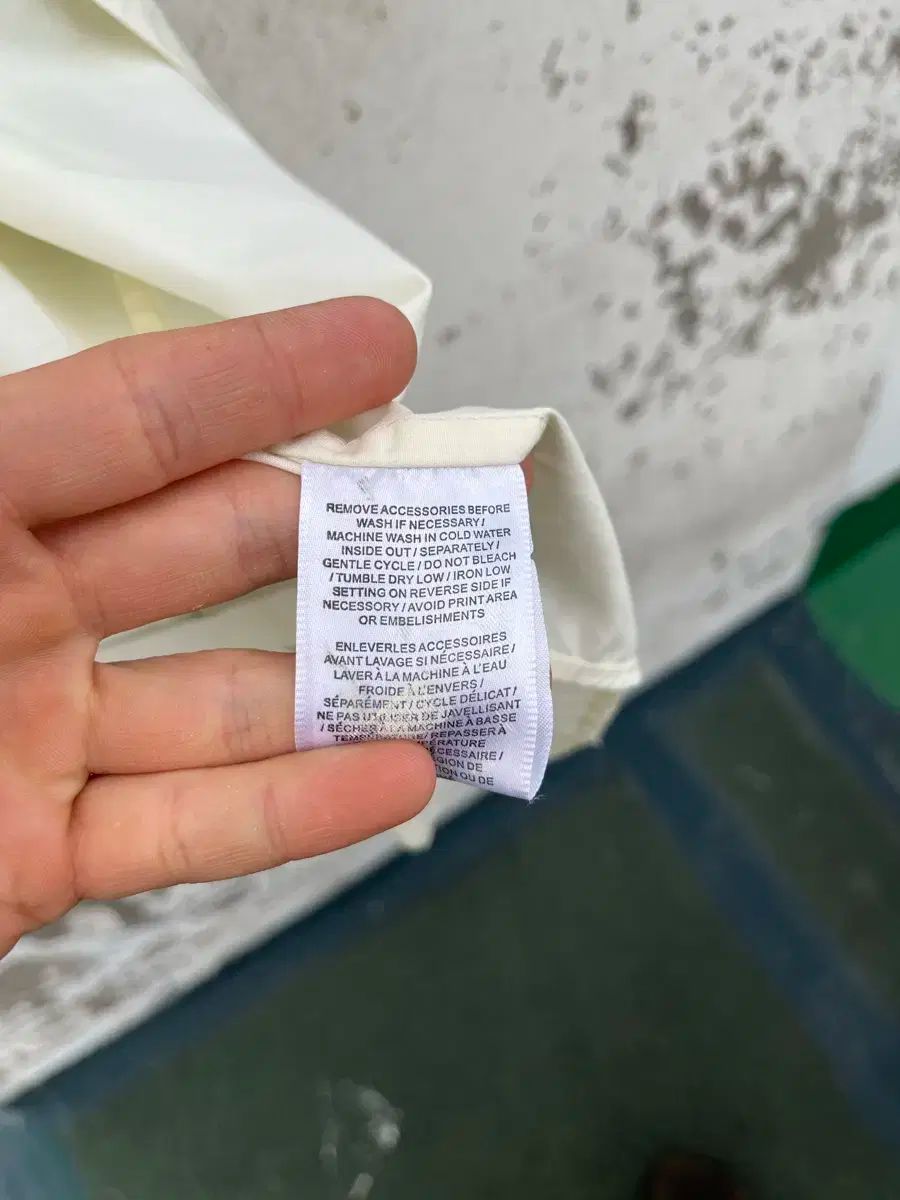 REMOVE ACCESSORIES BEFORE
WASH IF NECESSARY /
MACHINE WASH IN COLD WATER
INSIDE OUT / SEPARATELY /
GENTLE CYCLE / DO NOT BLEACH
/ TUMBLE DRY LOW / IRON LOW
SETTING ON REVERSE SIDE IF
NECESSARY / AVOID PRINT AREA
OR EMBELISHMENTS
ENLEVERLES ACCESSOIRES
AVANT LAVAGE SI NÉCESSAIRE /
LAVER À LA MACHINE À L'EAU
FROIDE À L'ENVERS /
SÉPARÉMENT / CYCLE DÉLICAT /
NE PAS UTILISER DE JAVELLISANT
/ SÉCHER À LA MACHINE À BASSE
/ REPASSER À